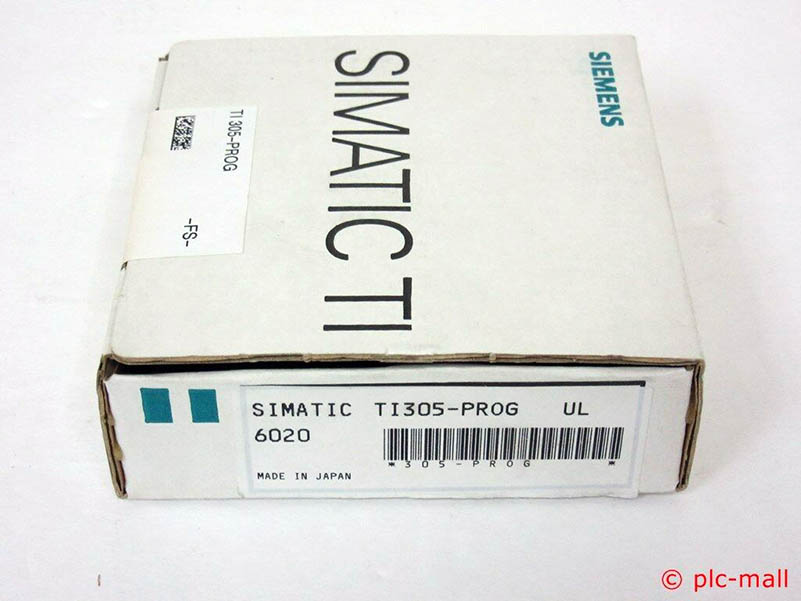 SIEMENS
SIMATIC TI
TI 305-PROG
-FS-
SIMATIC TI305-PROG UL
6020
*305-PROG *
MADE IN JAPAN
© plc-mall